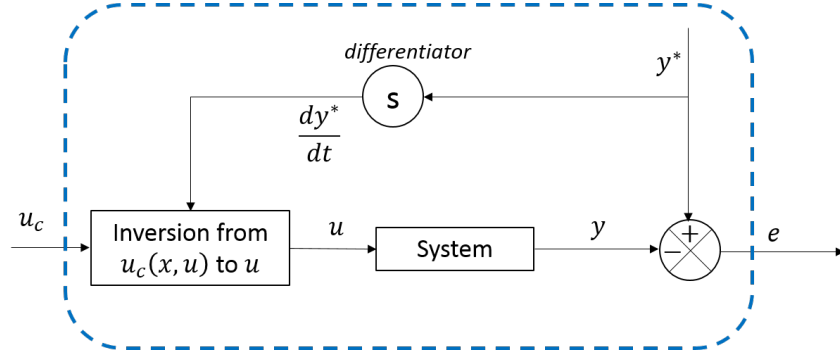 differentiator
y*
s
dy*
dt
u_c
Inversion from
u_c(x, u) to u
u
System
y
+
−
e